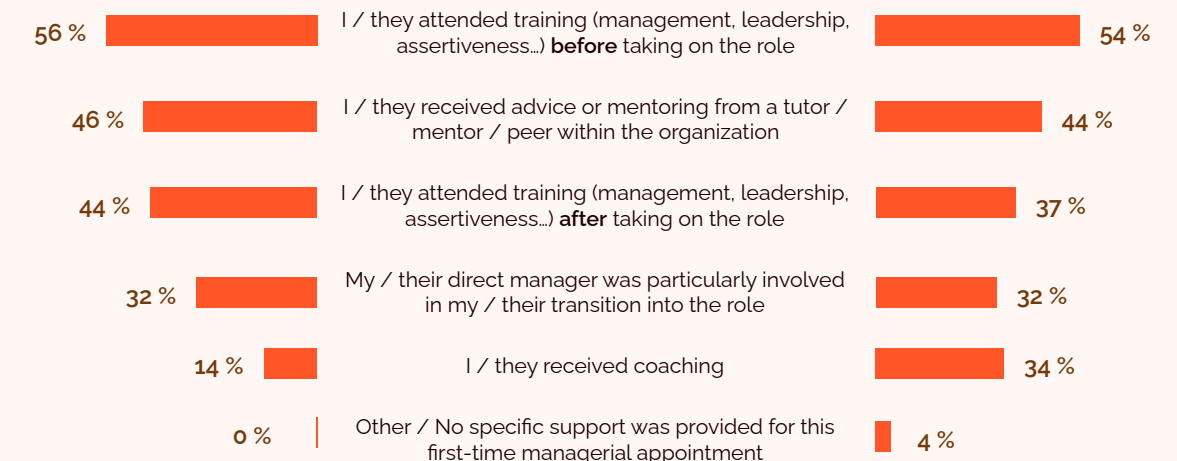 56 %
I / they attended training (management, leadership,
assertiveness…) before taking on the role
54 %
46 %
I / they received advice or mentoring from a tutor /
mentor / peer within the organization
44 %
44 %
I / they attended training (management, leadership,
assertiveness…) after taking on the role
37 %
32 %
My / their direct manager was particularly involved
in my / their transition into the role
32 %
14 %
I / they received coaching
34 %
0 %
Other / No specific support was provided for this
first-time managerial appointment
4 %